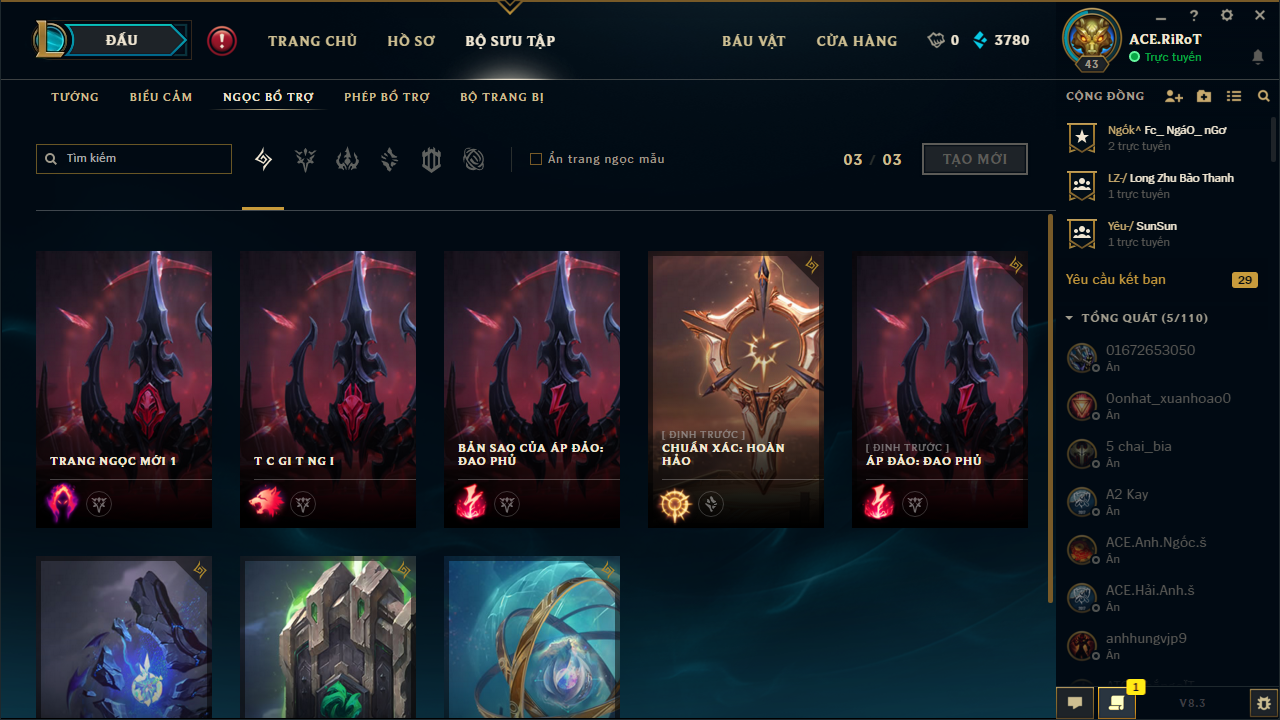 ĐẤU
TRANG CHỦ
HỒ SƠ
BỘ SƯU TẬP
BÁU VẬT
CỬA HÀNG
0
3780
43
ACE.RiRoT
Trực tuyến
TƯỚNG
BIỂU CẢM
NGỌC BỔ TRỢ
PHÉP BỔ TRỢ
BỘ TRANG BỊ
CỘNG ĐỒNG
Tìm kiếm
Ẩn trang ngọc mẫu
03 / 03
TẠO MỚI
Ngốk^ Fc_ NgáO_ nGơ
2 trực tuyến
LZ-/ Long Zhu Bảo Thanh
1 trực tuyến
Yêu-/ SunSun
1 trực tuyến
Yêu cầu kết bạn
29
TỔNG QUÁT (5/110)
01672653050
Ẩn
0onhat_xuanhoao0
Ẩn
5 chai_bia
Ẩn
A2 Kay
Ẩn
ACE.Anh.Ngốc.š
Ẩn
ACE.Hải.Anh.š
Ẩn
anhhungvjp9
Ẩn
TRANG NGỌC MỚI 1
T C GI T NG I
BẢN SAO CỦA ÁP ĐẢO:
ĐAO PHỦ
[ ĐỊNH TRƯỚC ]
CHUẨN XÁC: HOÀN
HẢO
[ ĐỊNH TRƯỚC ]
ÁP ĐẢO: ĐAO PHỦ
1
V8.3